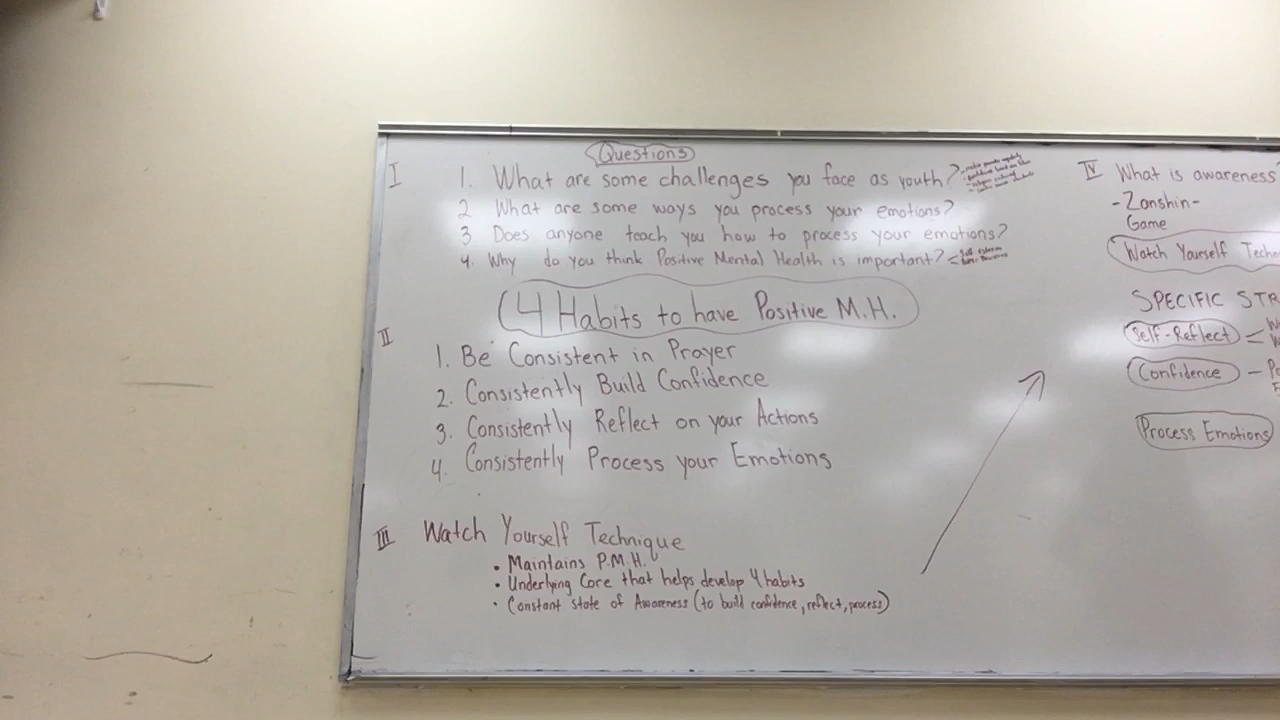 Questions
I
1. What are some challenges you face as youth?
2 What are some ways you process your emotions?
3 Does anyone teach you how to process your emotions?
4. Why do you think Positive Mental Health is important?
4 Habits to have Positive M.H.
II
1. Be Consistent in Prayer
2. Consistently Build Confidence
3. Consistently Reflect on your Actions
4. Consistently Process your Emotions
III Watch Yourself Technique
• Maintains P.M.H.
• Underlying Core that helps develop 4 habits
• Constant state of Awareness (to build confidence, reflect, process)
IV What is awareness
- Zanshin -
Game
Watch Yourself Techn
SPECIFIC STR
Self-Reflect
Confidence
Process Emotions